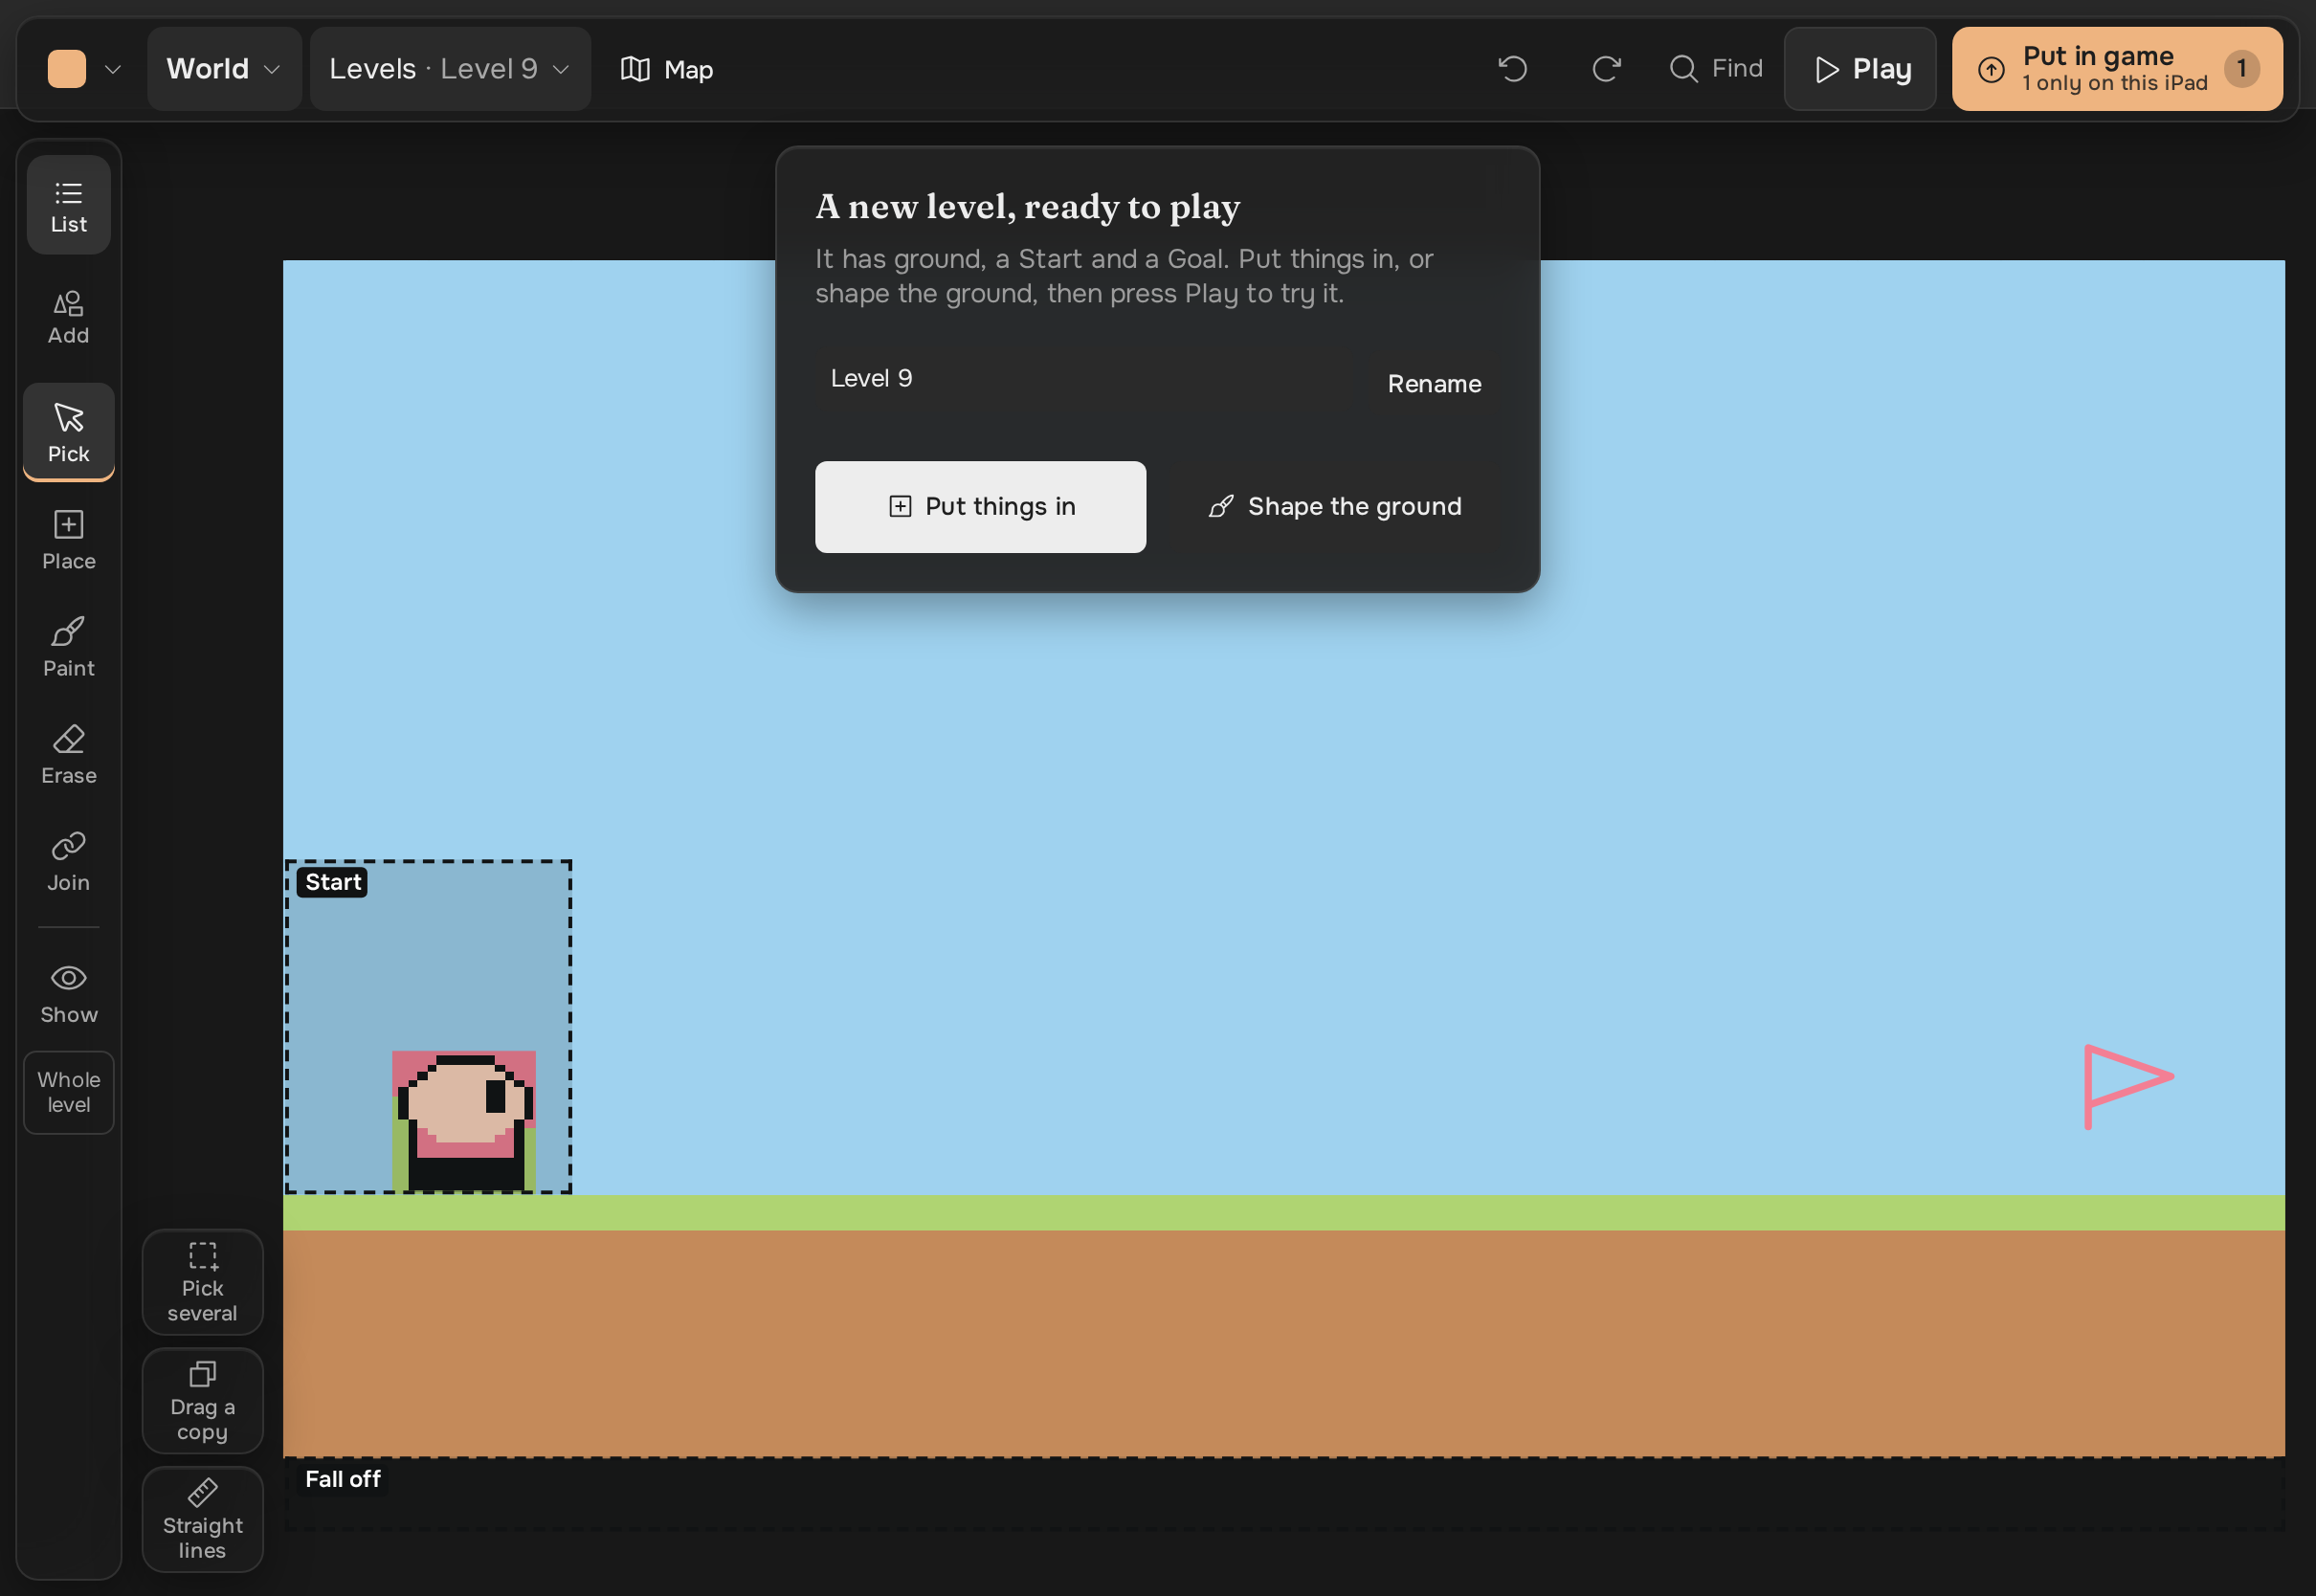 World
Levels · Level 9
Map
Find
Play
Put in game
1 only on this iPad
1
List
Add
Pick
Place
Paint
Erase
Join
Show
Whole
level
A new level, ready to play
It has ground, a Start and a Goal. Put things in, or
shape the ground, then press Play to try it.
Level 9
Rename
Put things in
Shape the ground
Start
Pick
several
Drag a
copy
Straight
lines
Fall off